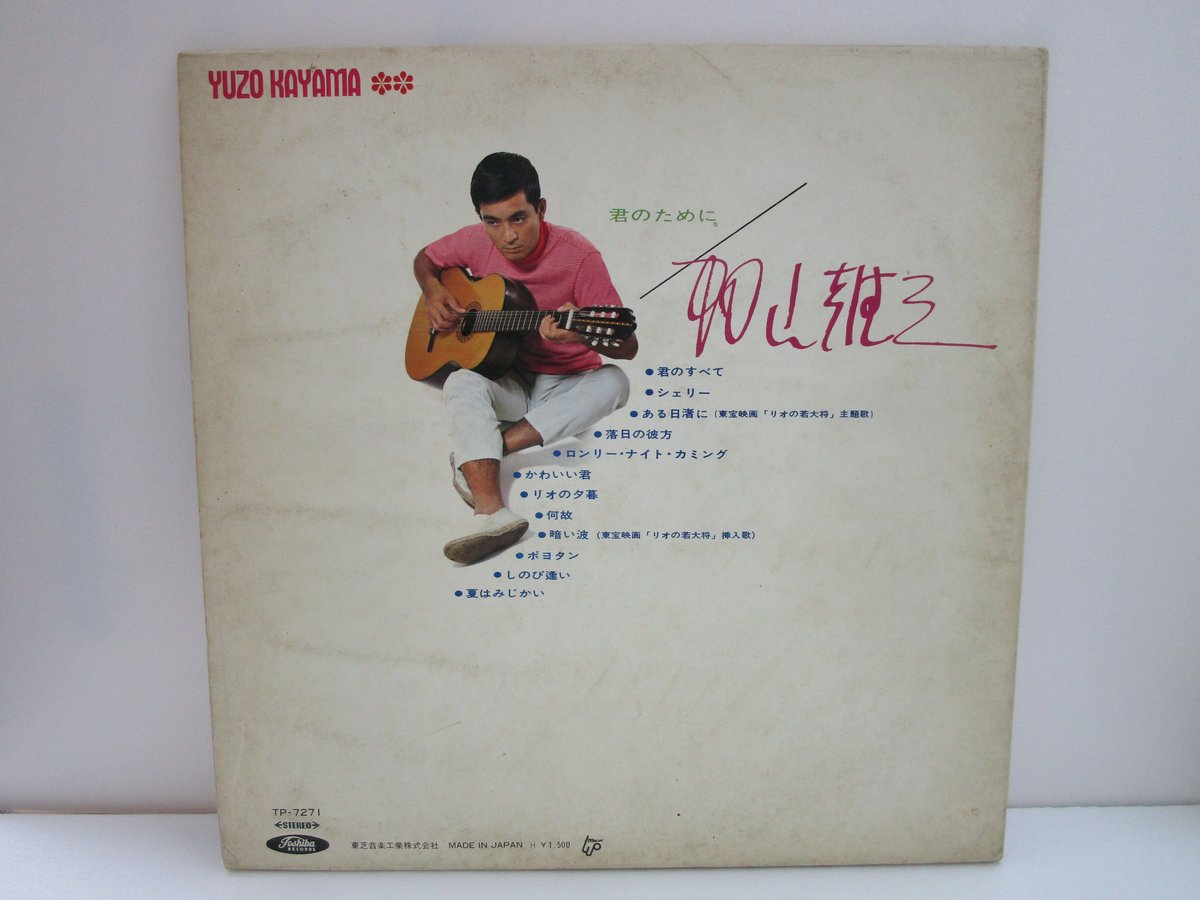 YUZO KAYAMA
君のために
加山雄三
●君のすべて
●シェリー
●ある日渚に (東宝映画「リオの若大将」主題歌)
●落日の彼方
●ロンリー・ナイト・カミング
●かわいい君
●リオの夕暮
●何故
●暗い波 (東宝映画「リオの若大将」挿入歌)
●ボヨタン
●しのび逢い
●夏はみじかい
TP-7271
STEREO
Toshiba
RECORDS
東芝音楽工業株式会社 MADE IN JAPAN H ¥1,500